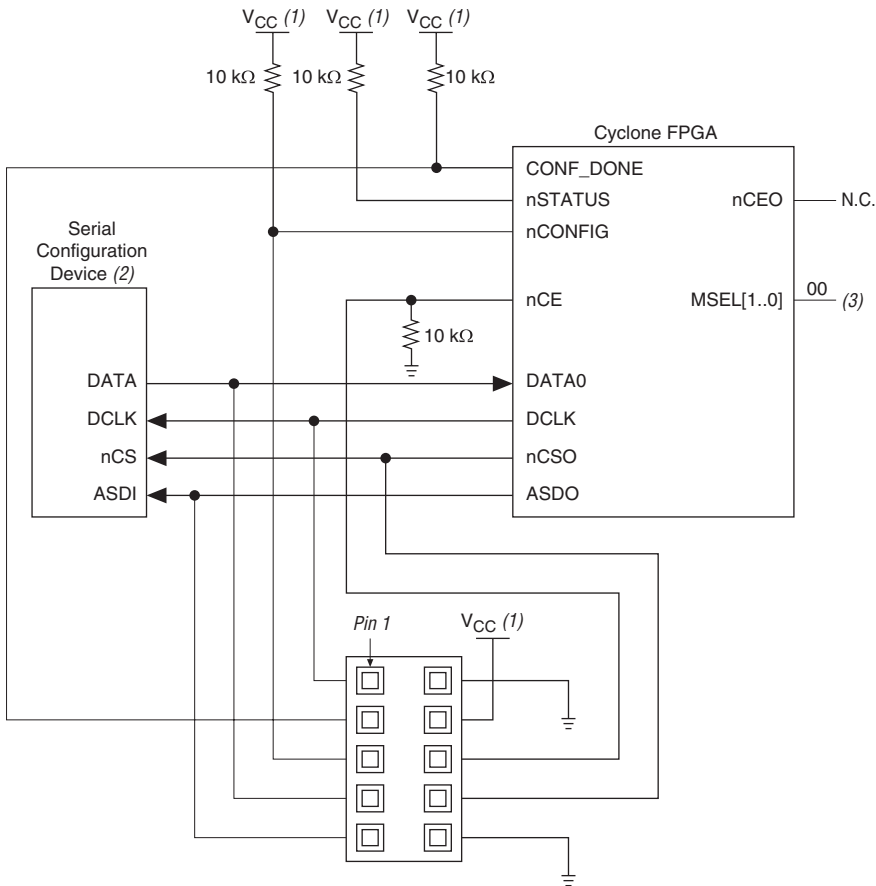 VCC (1) VCC (1) VCC (1)
10 kΩ 10 kΩ 10 kΩ
Cyclone FPGA
CONF_DONE
nSTATUS nCEO N.C.
nCONFIG
Serial
Configuration
Device (2)
nCE MSEL[1..0] 00 (3)
10 kΩ
DATA DATA0
DCLK DCLK
nCS nCSO
ASDI ASDO
Pin 1 VCC (1)